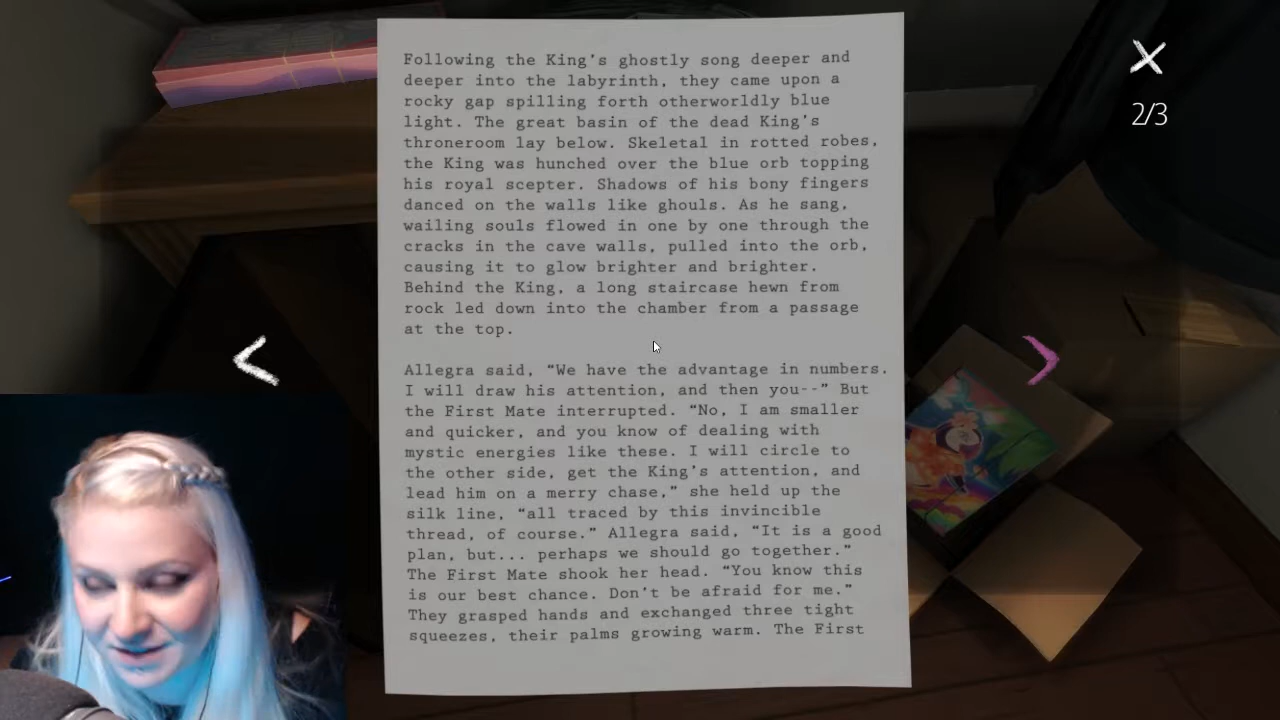 Following the King's ghostly song deeper and
deeper into the labyrinth, they came upon a
rocky gap spilling forth otherworldly blue
light. The great basin of the dead King's
throneroom lay below. Skeletal in rotted robes,
the King was hunched over the blue orb topping
his royal scepter. Shadows of his bony fingers
danced on the walls like ghouls. As he sang,
wailing souls flowed in one by one through the
cracks in the cave walls, pulled into the orb,
causing it to glow brighter and brighter.
Behind the King, a long staircase hewn from
rock led down into the chamber from a passage
at the top.
Allegra said, “We have the advantage in numbers.
I will draw his attention, and then you--” But
the First Mate interrupted. “No, I am smaller
and quicker, and you know of dealing with
mystic energies like these. I will circle to
the other side, get the King's attention, and
lead him on a merry chase,” she held up the
silk line, “all traced by this invincible
thread, of course.” Allegra said, “It is a good
plan, but... perhaps we should go together.”
The First Mate shook her head. “You know this
is our best chance. Don't be afraid for me.”
They grasped hands and exchanged three tight
squeezes, their palms growing warm. The First
2/3